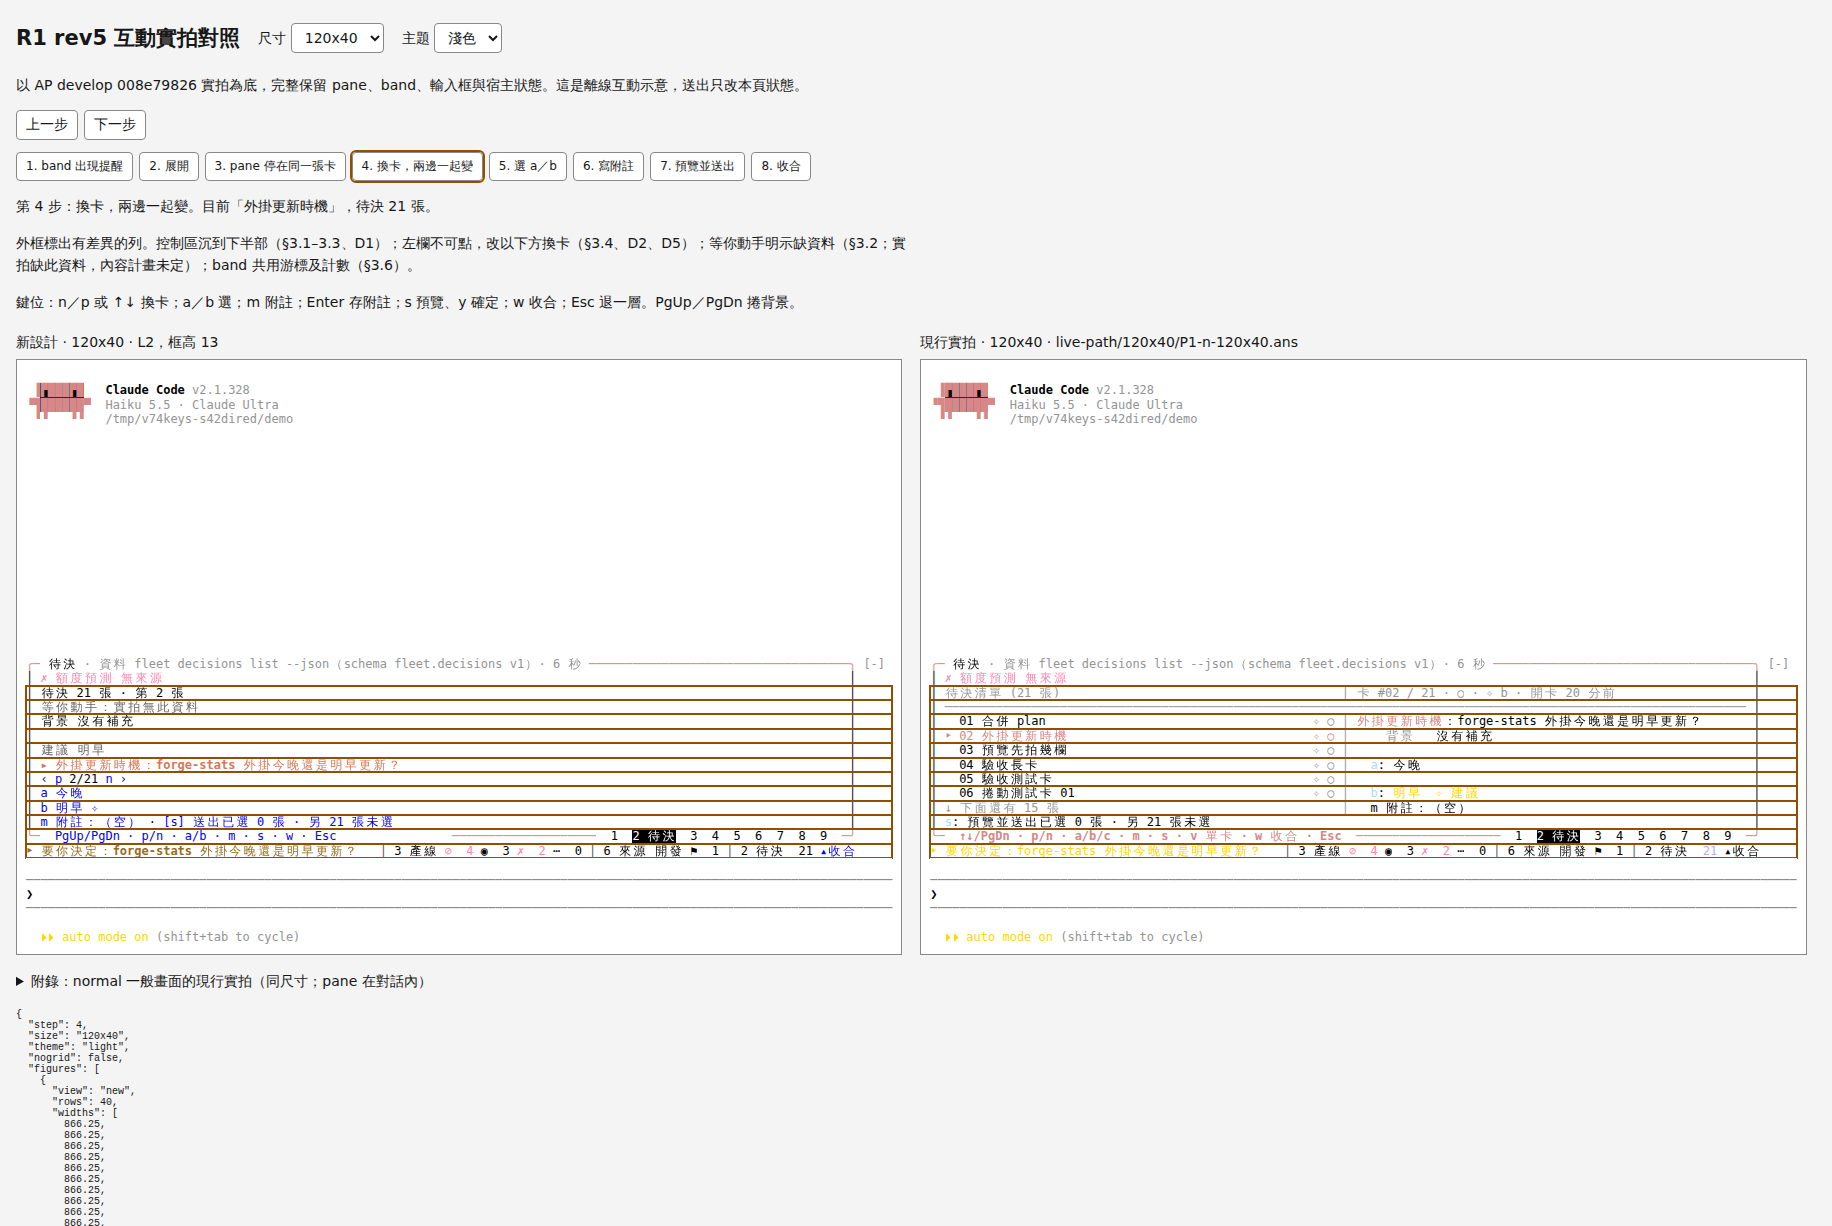 R1 rev5 互動實拍對照 尺寸 120x40 主題 淺色
以 AP develop 008e79826 實拍為底，完整保留 pane、band、輸入框與宿主狀態。這是離線互動示意，送出只改本頁狀態。
上一步 下一步
1. band 出現提醒 2. 展開 3. pane 停在同一張卡 4. 換卡，兩邊一起變 5. 選 a／b 6. 寫附註 7. 預覽並送出 8. 收合
第 4 步：換卡，兩邊一起變。目前「外掛更新時機」，待決 21 張。
外框標出有差異的列。控制區沉到下半部（§3.1–3.3、D1）；左欄不可點，改以下方換卡（§3.4、D2、D5）；等你動手明示缺資料（§3.2；實
拍缺此資料，內容計畫未定）；band 共用游標及計數（§3.6）。
鍵位：n／p 或 ↑↓ 換卡；a／b 選；m 附註；Enter 存附註；s 預覽、y 確定；w 收合；Esc 退一層。PgUp／PgDn 捲背景。
新設計 · 120x40 · L2，框高 13
Claude Code v2.1.328
Haiku 5.5 · Claude Ultra
/tmp/v74keys-s42dired/demo
待決 · 資料 fleet decisions list --json（schema fleet.decisions v1）· 6 秒 [-]
✗ 額度預測 無來源
待決 21 張 · 第 2 張
等你動手：實拍無此資料
背景 沒有補充
建議 明早
▸ 外掛更新時機：forge-stats 外掛今晚還是明早更新？
‹ p 2/21 n ›
a 今晚
b 明早 ✧
m 附註：（空） · [s] 送出已選 0 張 · 另 21 張未選
PgUp/PgDn · p/n · a/b · m · s · w · Esc 1 2 待決 3 4 5 6 7 8 9
▸ 要你決定：forge-stats 外掛今晚還是明早更新？ | 3 產線 ⊘ 4 ◉ 3 ✗ 2 ⋯ 0 | 6 來源 開發 ⚑ 1 | 2 待決 21 ▴收合
❯
⏵⏵ auto mode on (shift+tab to cycle)
現行實拍 · 120x40 · live-path/120x40/P1-n-120x40.ans
Claude Code v2.1.328
Haiku 5.5 · Claude Ultra
/tmp/v74keys-s42dired/demo
待決 · 資料 fleet decisions list --json（schema fleet.decisions v1）· 6 秒 [-]
✗ 額度預測 無來源
待決清單 (21 張) | 卡 #02 / 21 · ○ · ✧ b · 開卡 20 分前
01 合併 plan ✧ ○ | 外掛更新時機：forge-stats 外掛今晚還是明早更新？
‣ 02 外掛更新時機 ✧ ○ | 背景 沒有補充
03 預覽先拍幾欄 ✧ ○ |
04 驗收長卡 ✧ ○ | a: 今晚
05 驗收測試卡 ✧ ○ |
06 捲動測試卡 01 ✧ ○ | b: 明早 ✧ 建議
↓ 下面還有 15 張 | m 附註：（空）
s: 預覽並送出已選 0 張 · 另 21 張未選
↑↓/PgDn · p/n · a/b/c · m · s · v 單卡 · w 收合 · Esc 1 2 待決 3 4 5 6 7 8 9
▸ 要你決定：forge-stats 外掛今晚還是明早更新？ | 3 產線 ⊘ 4 ◉ 3 ✗ 2 ⋯ 0 | 6 來源 開發 ⚑ 1 | 2 待決 21 ▴收合
❯
⏵⏵ auto mode on (shift+tab to cycle)
▶ 附錄：normal 一般畫面的現行實拍（同尺寸；pane 在對話內）
{
"step": 4,
"size": "120x40",
"theme": "light",
"nogrid": false,
"figures": [
{
"view": "new",
"rows": 40,
"widths": [
866.25,
866.25,
866.25,
866.25,
866.25,
866.25,
866.25,
866.25,
866.25,
866.25,